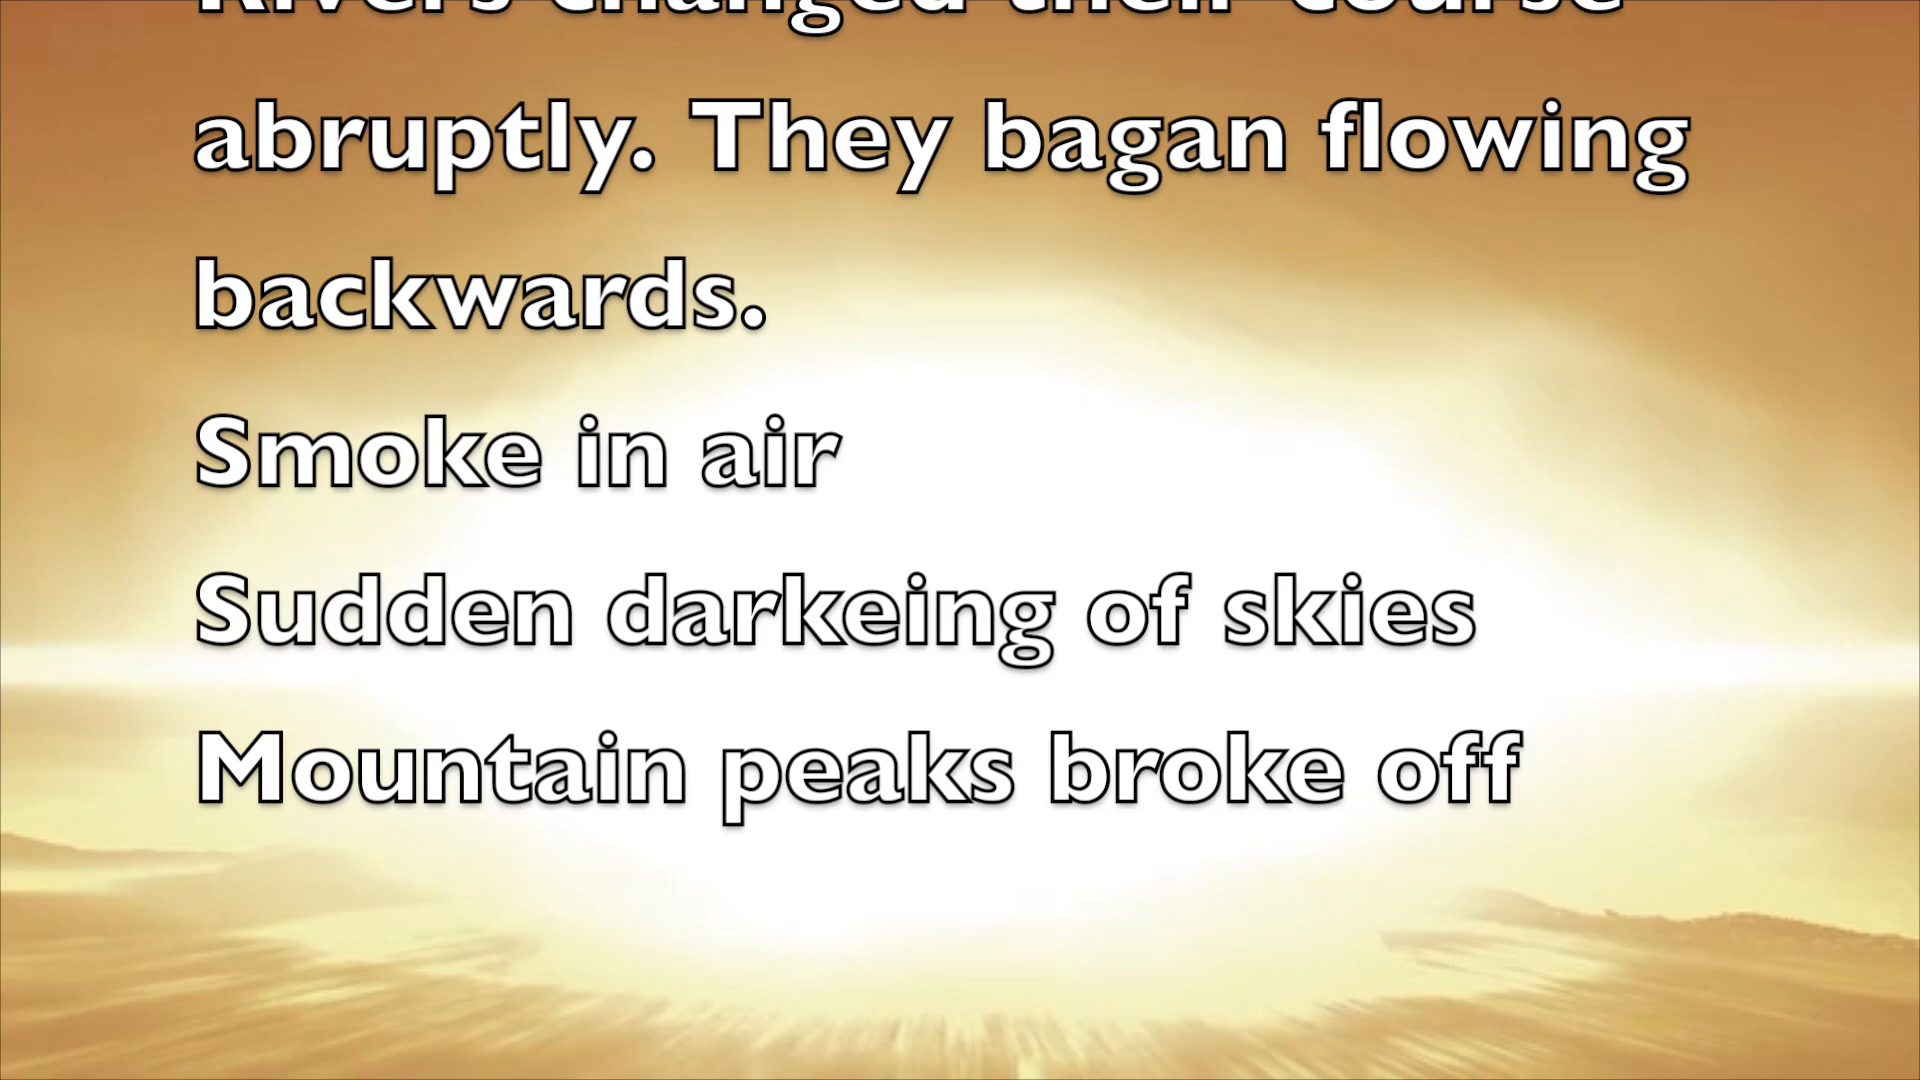 Rivers changed their course
abruptly. They bagan flowing
backwards.
Smoke in air
Sudden darkeing of skies
Mountain peaks broke off